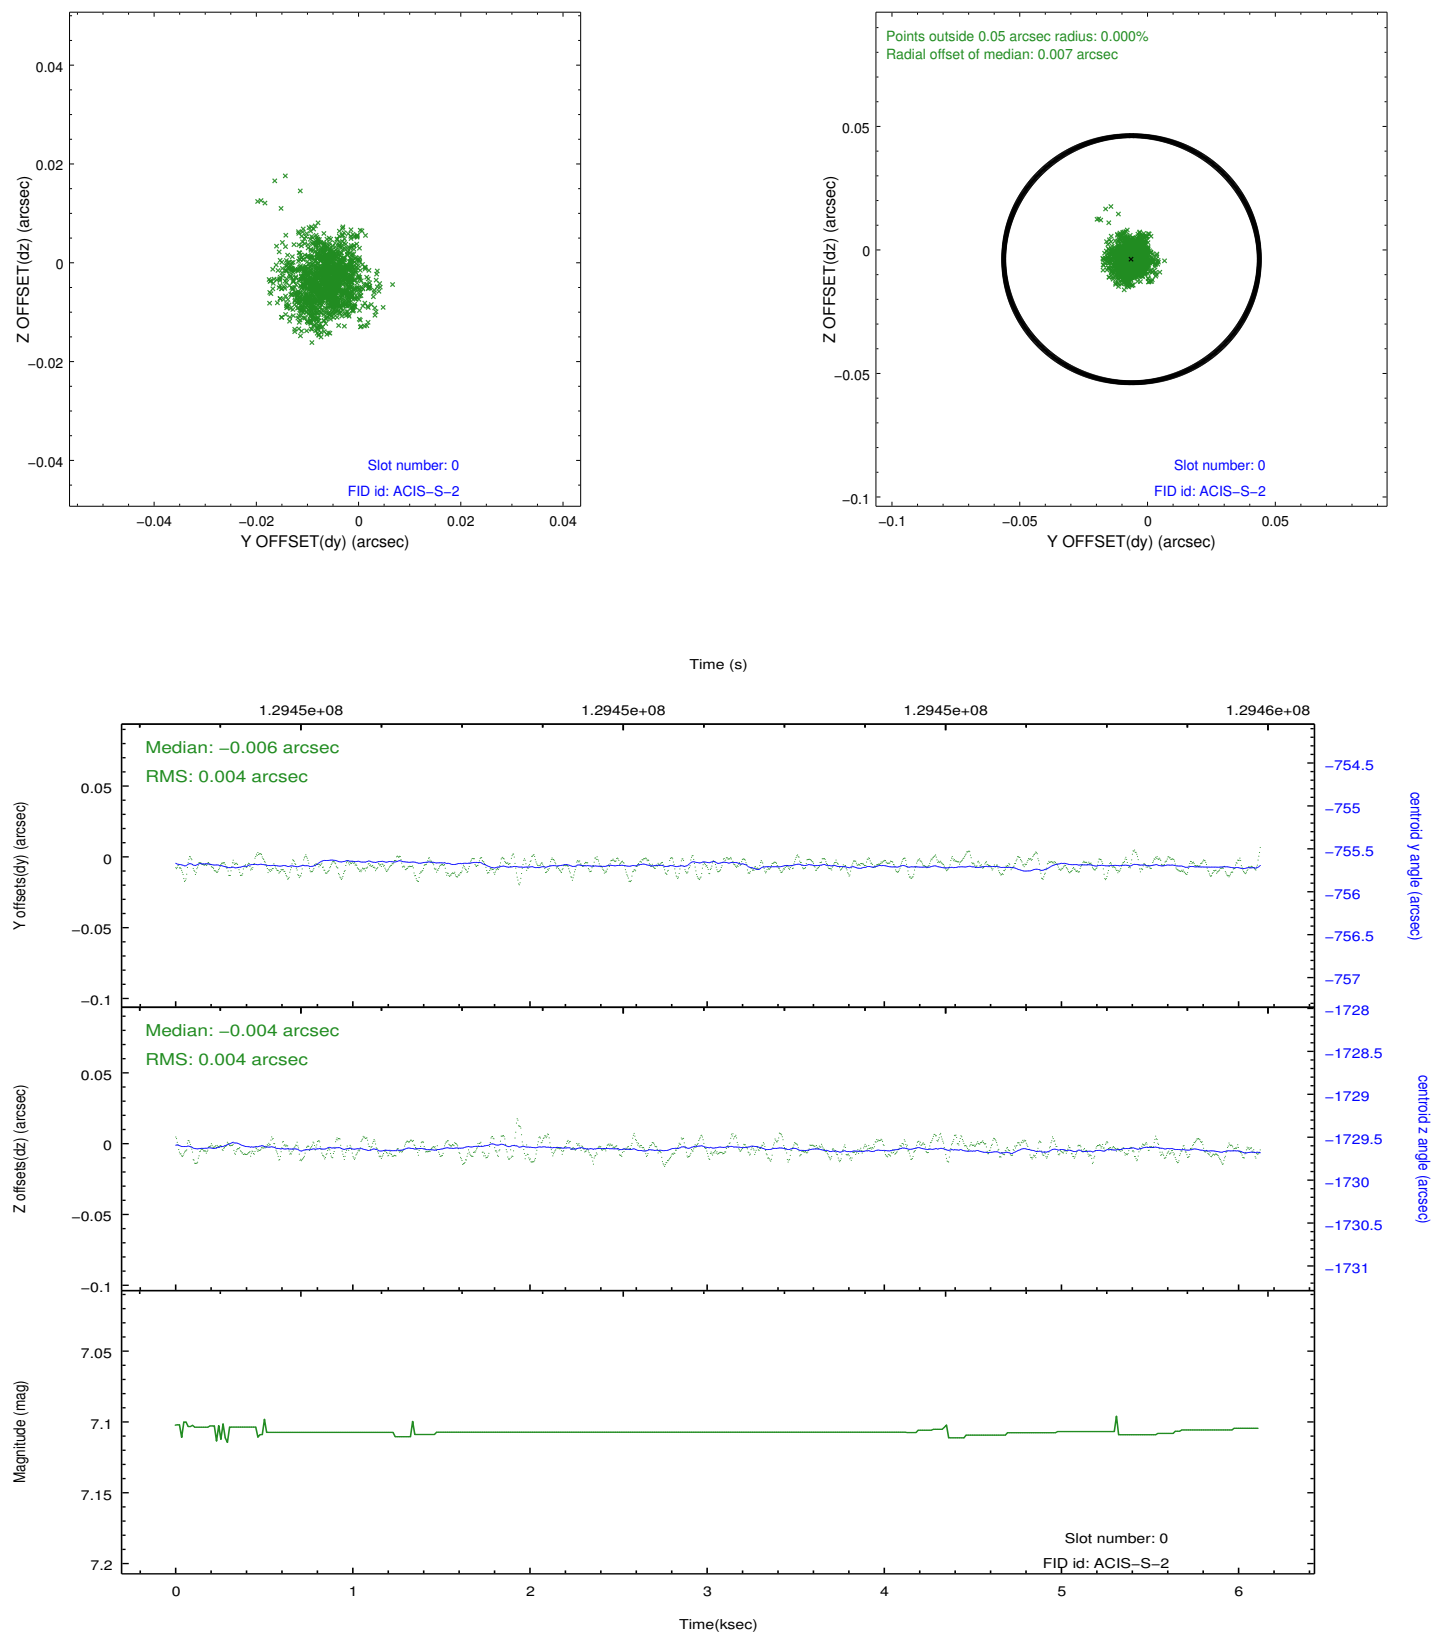 0.04
0.02
0
−0.02
−0.04
Z OFFSET(dz) (arcsec)
Slot number: 0
FID id: ACIS−S−2
−0.04
−0.02
0
0.02
0.04
Y OFFSET(dy) (arcsec)
Points outside 0.05 arcsec radius: 0.000%
Radial offset of median: 0.007 arcsec
0.05
0
−0.05
−0.1
Z OFFSET(dz) (arcsec)
Slot number: 0
FID id: ACIS−S−2
−0.1
−0.05
0
0.05
Y OFFSET(dy) (arcsec)
Time (s)
1.2945e+08
1.2945e+08
1.2945e+08
1.2946e+08
Median: −0.006 arcsec
RMS: 0.004 arcsec
0.05
0
−0.05
−0.1
Y offsets(dy) (arcsec)
−754.5
−755
−755.5
−756
−756.5
−757
centroid y angle (arcsec)
Median: −0.004 arcsec
RMS: 0.004 arcsec
0.05
0
−0.05
−0.1
Z offsets(dz) (arcsec)
−1728
−1728.5
−1729
−1729.5
−1730
−1730.5
−1731
centroid z angle (arcsec)
7.05
7.1
7.15
7.2
Magnitude (mag)
Slot number: 0
FID id: ACIS−S−2
0
1
2
3
4
5
6
Time(ksec)